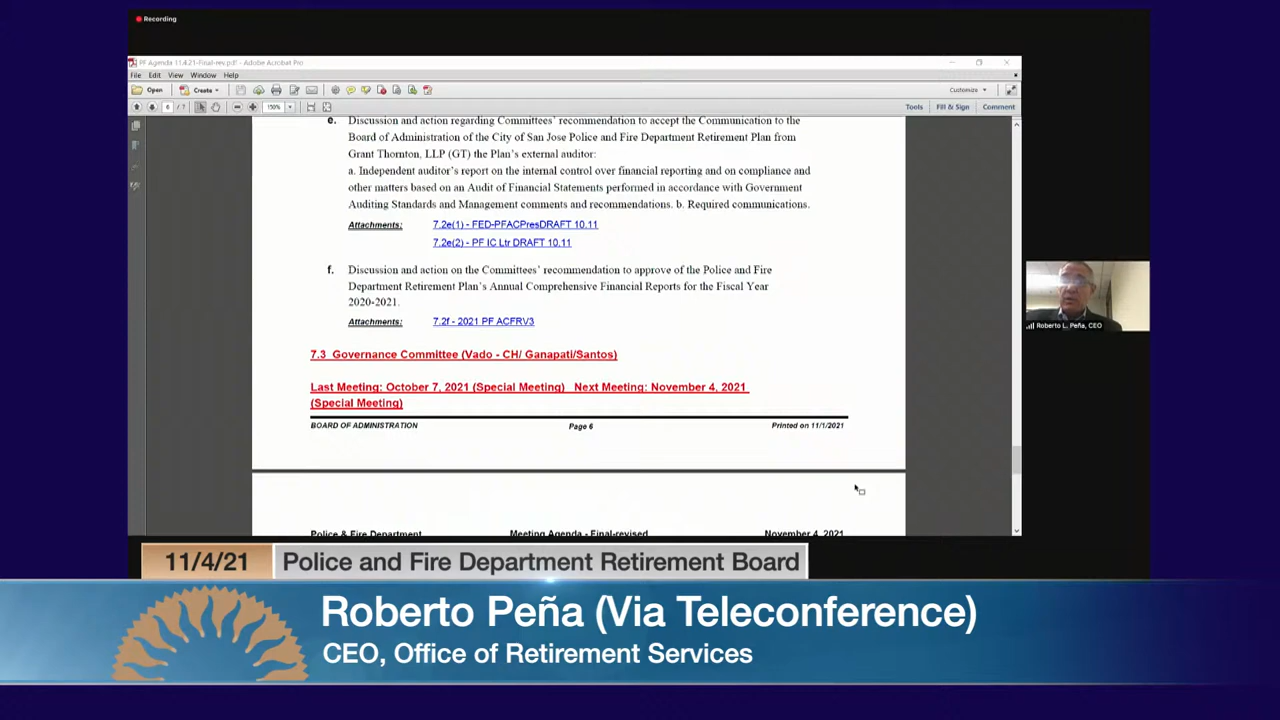 Recording
PF Agenda 11.4.21-Final-rev.pdf - Adobe Acrobat Pro
File Edit View Window Help
Open Create Customize
6 / 7 150% Tools Fill & Sign Comment
e. Discussion and action regarding Committees' recommendation to accept the Communication to the
Board of Administration of the City of San Jose Police and Fire Department Retirement Plan from
Grant Thornton, LLP (GT) the Plan's external auditor:
a. Independent auditor's report on the internal control over financial reporting and on compliance and
other matters based on an Audit of Financial Statements performed in accordance with Government
Auditing Standards and Management comments and recommendations. b. Required communications.
Attachments: 7.2e(1) - FED-PFACPresDRAFT 10.11
7.2e(2) - PF IC Ltr DRAFT 10.11
f. Discussion and action on the Committees' recommendation to approve of the Police and Fire
Department Retirement Plan's Annual Comprehensive Financial Reports for the Fiscal Year
2020-2021.
Attachments: 7.2f - 2021 PF ACFRV3
7.3 Governance Committee (Vado - CH/ Ganapati/Santos)
Last Meeting: October 7, 2021 (Special Meeting) Next Meeting: November 4, 2021
(Special Meeting)
BOARD OF ADMINISTRATION Page 6 Printed on 11/1/2021
Police & Fire Department Meeting Agenda - Final-revised November 4, 2021
Roberto L. Peña, CEO
11/4/21 Police and Fire Department Retirement Board
Roberto Peña (Via Teleconference)
CEO, Office of Retirement Services